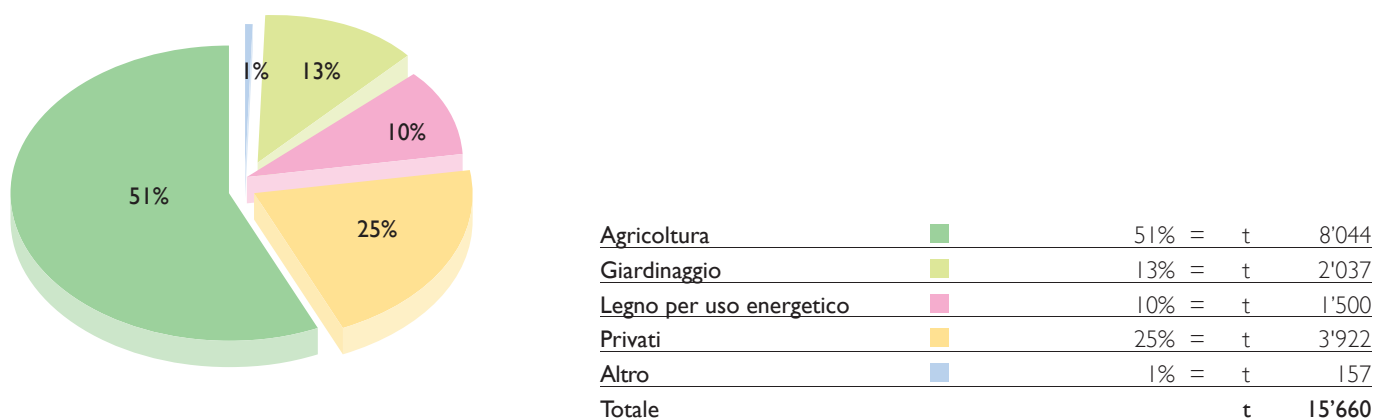 1%
13%
10%
51%
25%
Agricoltura 51% = t 8’044
Giardinaggio 13% = t 2'037
Legno per uso energetico 10% = t 1’500
Privati 25% = t 3'922
Altro 1% = t 157
Totale t 15’660